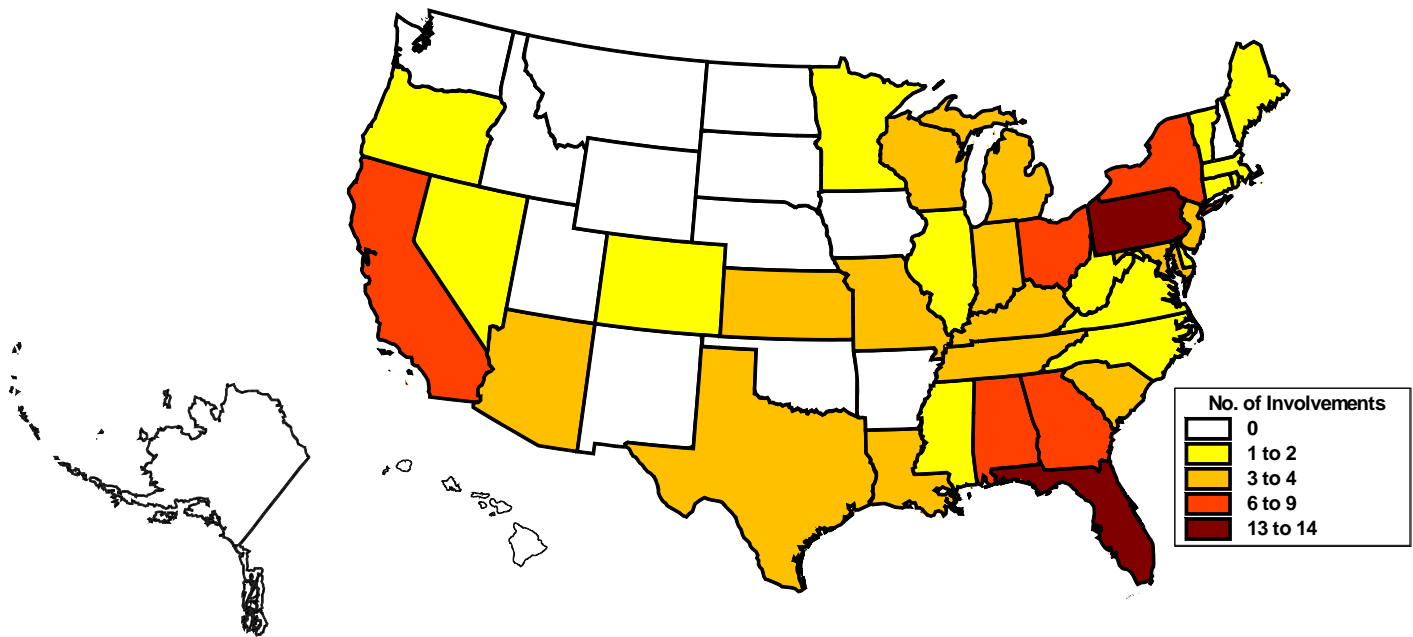 No. of Involvements
0
1 to 2
3 to 4
6 to 9
13 to 14